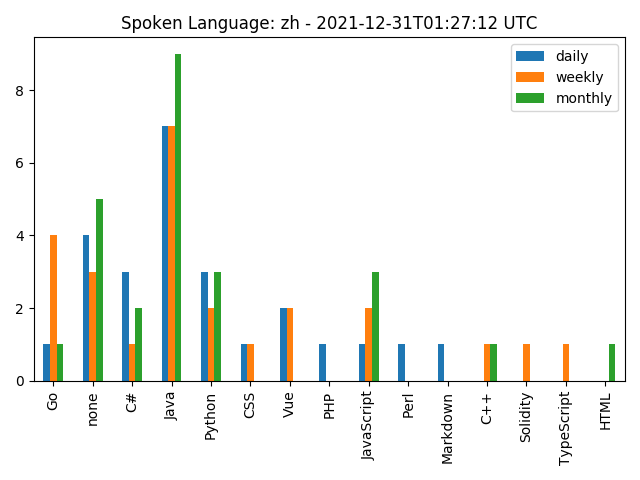 Spoken Language: zh - 2021-12-31T01:27:12 UTC
daily
weekly
monthly
8
6
4
2
0
Go
none
C#
Java
Python
CSS
Vue
PHP
JavaScript
Perl
Markdown
C++
Solidity
TypeScript
HTML